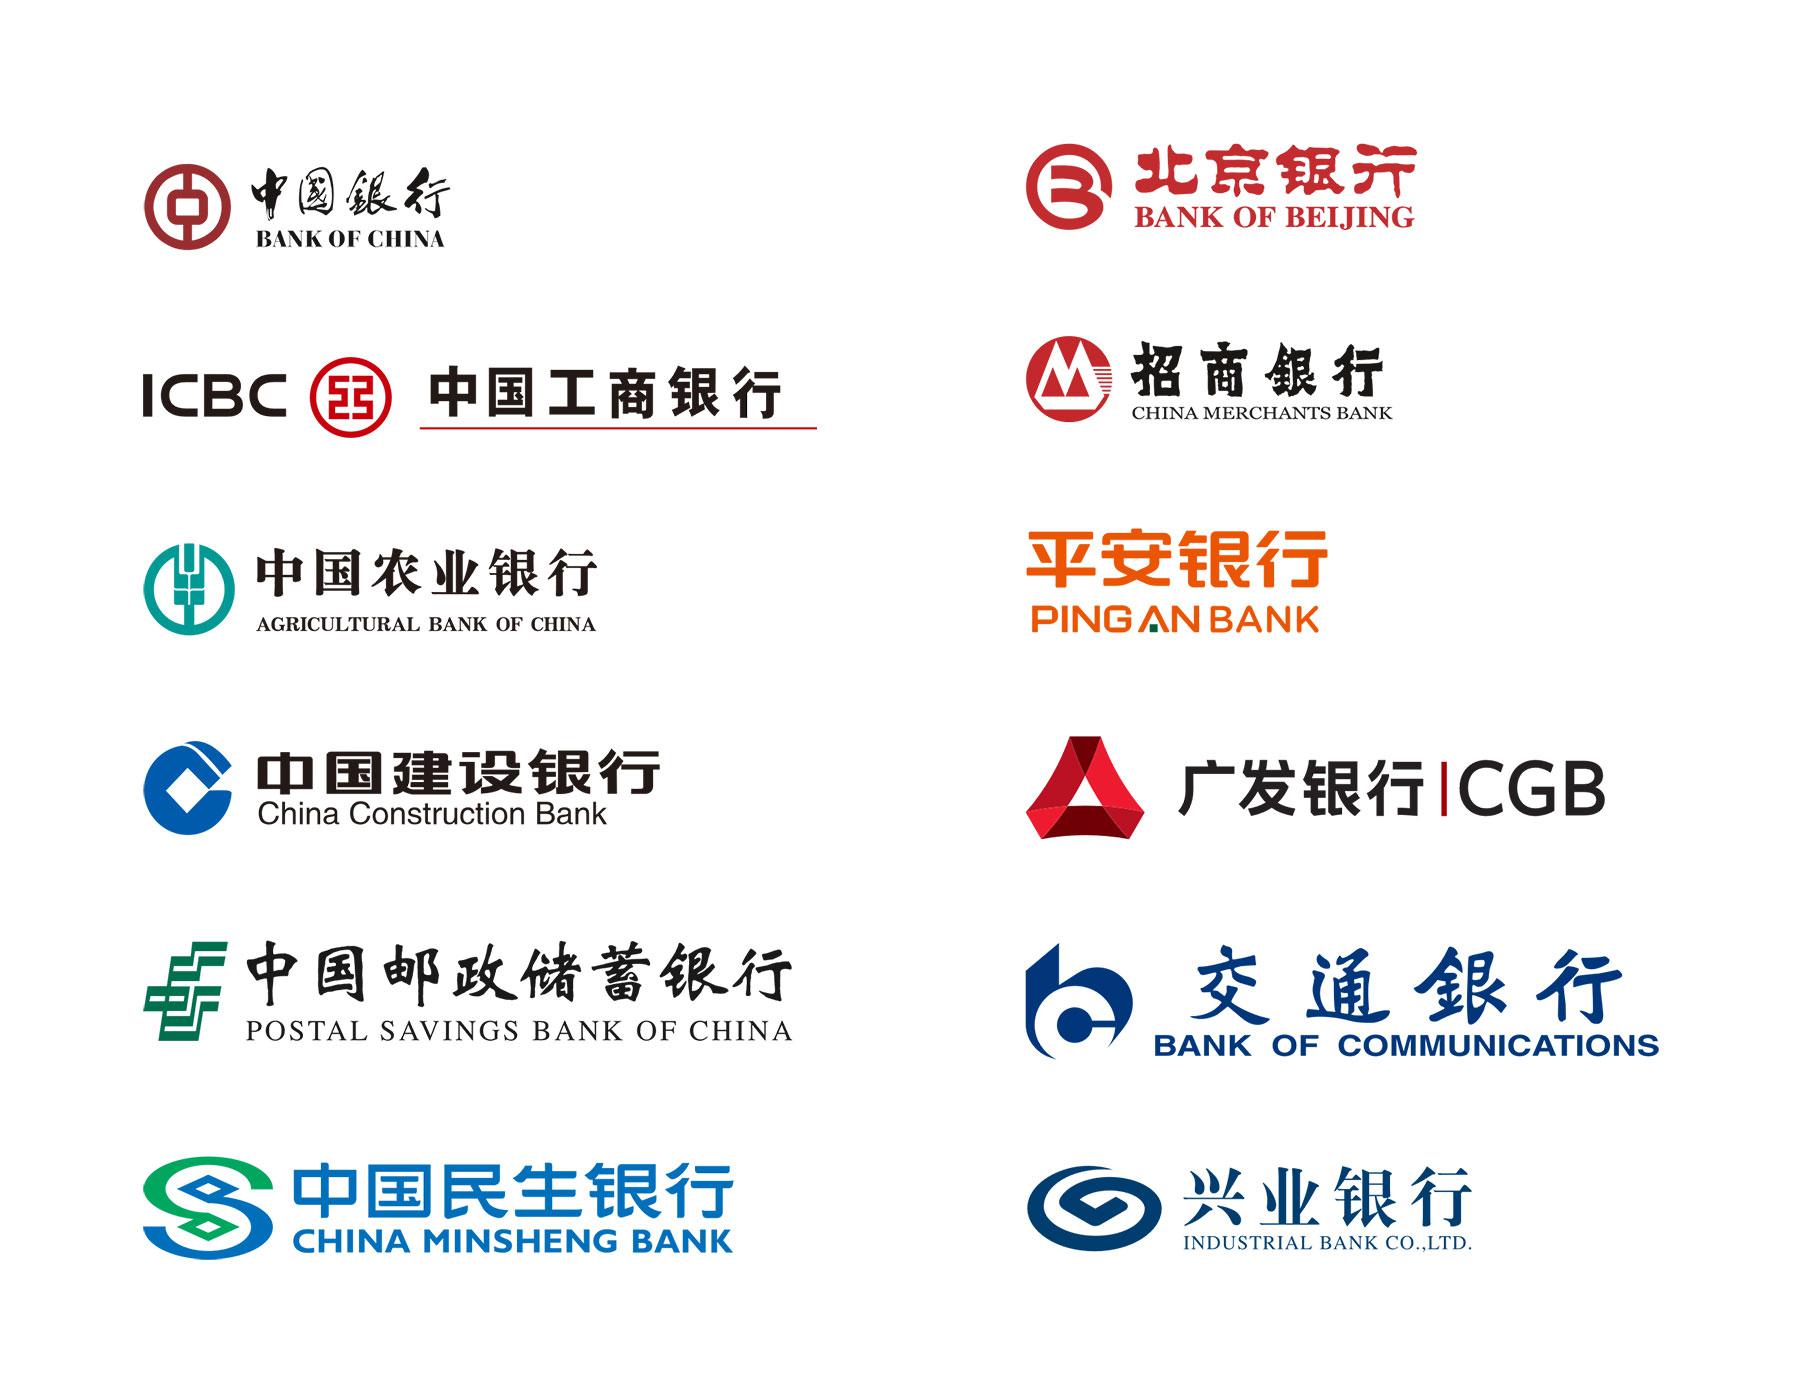 中國銀行
BANK OF CHINA
ICBC 中国工商银行
中国农业银行
AGRICULTURAL BANK OF CHINA
中国建设银行
China Construction Bank
中国邮政储蓄银行
POSTAL SAVINGS BANK OF CHINA
中国民生银行
CHINA MINSHENG BANK
北京银行
BANK OF BEIJING
招商銀行
CHINA MERCHANTS BANK
平安银行
PING AN BANK
广发银行|CGB
交通銀行
BANK OF COMMUNICATIONS
兴业银行
INDUSTRIAL BANK CO.,LTD.